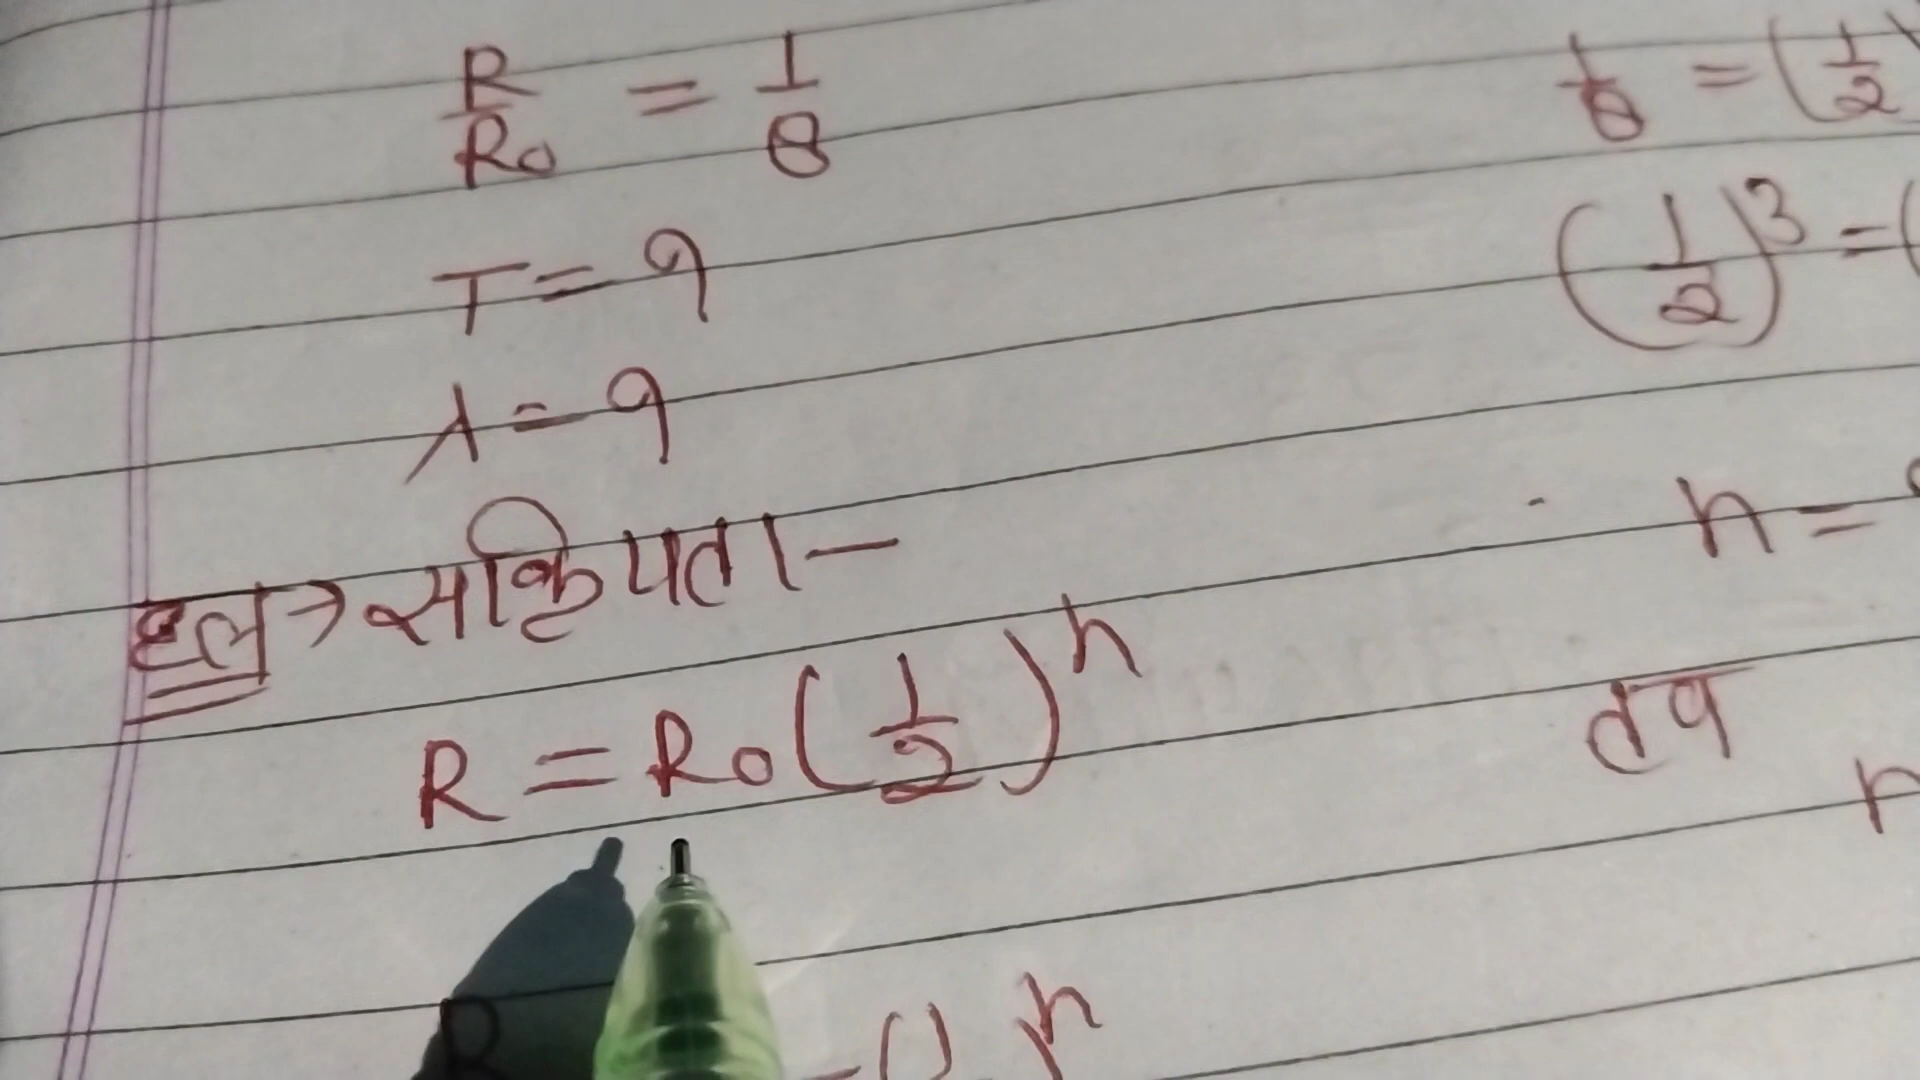 R/R₀ = 1/8
T = ?
λ = ?
हल → सक्रियता –
R = R₀(1/2)ⁿ
1/8 = (1/2)
(1/2)³ = (
n =
तब